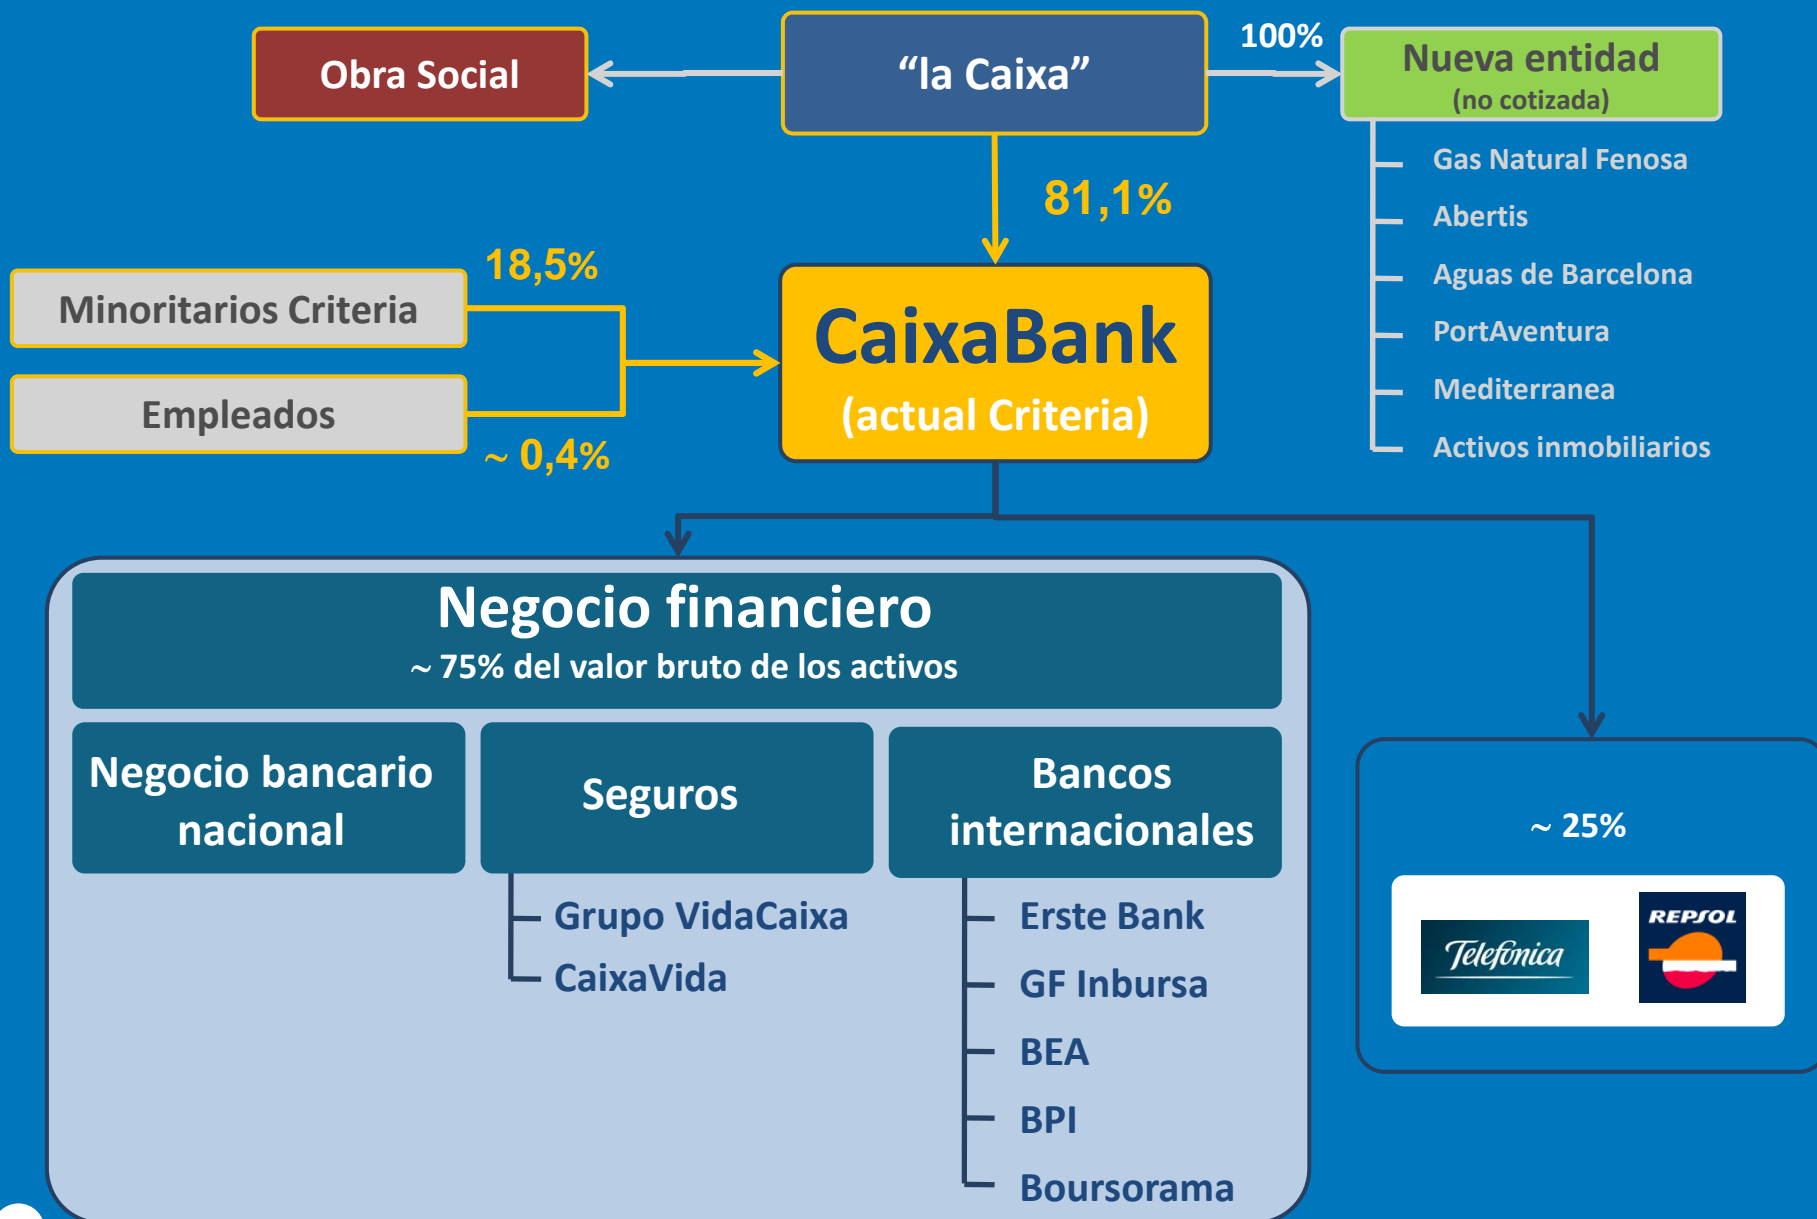 Obra Social
“la Caixa”
100%
Nueva entidad
(no cotizada)
Gas Natural Fenosa
Abertis
Aguas de Barcelona
PortAventura
Mediterranea
Activos inmobiliarios
81,1%
18,5%
Minoritarios Criteria
Empleados
~ 0,4%
CaixaBank
(actual Criteria)
Negocio financiero
~ 75% del valor bruto de los activos
Negocio bancario
nacional
Seguros
Grupo VidaCaixa
CaixaVida
Bancos
internacionales
Erste Bank
GF Inbursa
BEA
BPI
Boursorama
~ 25%
Telefonica
REPSOL